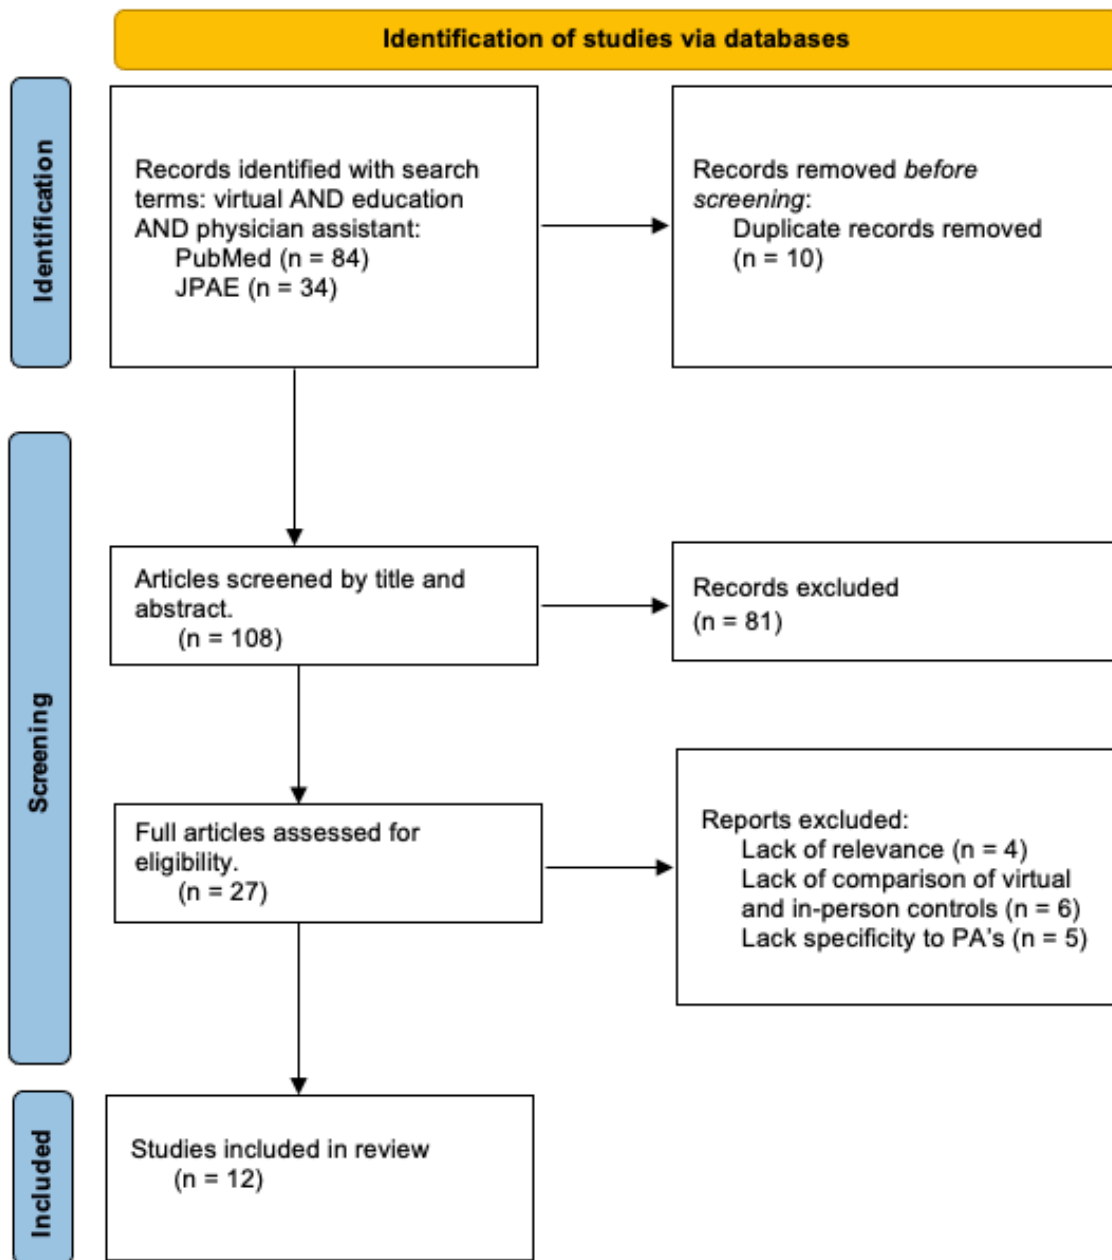 Identification of studies via databases
Identification
Records identified with search
terms: virtual AND education
AND physician assistant:
PubMed (n = 84)
JPAE (n = 34)
Records removed before
screening:
Duplicate records removed
(n = 10)
Screening
Articles screened by title and
abstract.
(n = 108)
Records excluded
(n = 81)
Full articles assessed for
eligibility.
(n = 27)
Reports excluded:
Lack of relevance (n = 4)
Lack of comparison of virtual
and in-person controls (n = 6)
Lack specificity to PA's (n = 5)
Included
Studies included in review
(n = 12)